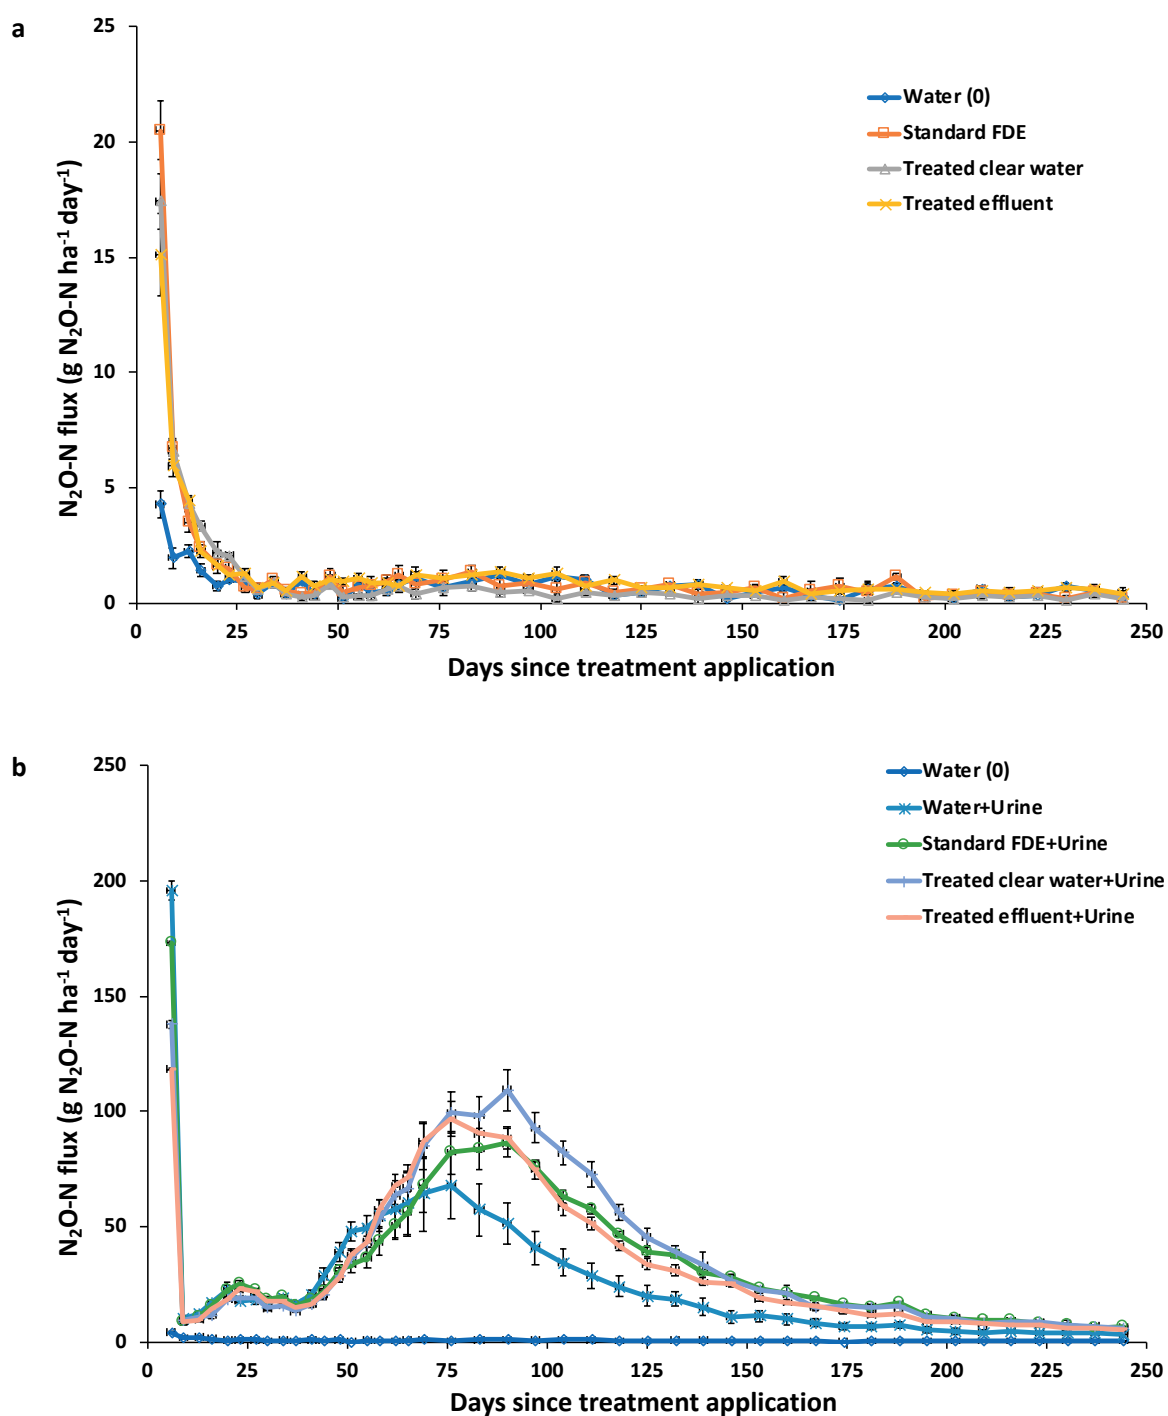 a
N₂O-N flux (g N₂O-N ha⁻¹ day⁻¹)
25
20
15
10
5
0
0 25 50 75 100 125 150 175 200 225 250
Days since treatment application
Water (0)
Standard FDE
Treated clear water
Treated effluent
b
N₂O-N flux (g N₂O-N ha⁻¹ day⁻¹)
250
200
150
100
50
0
0 25 50 75 100 125 150 175 200 225 250
Days since treatment application
Water (0)
Water+Urine
Standard FDE+Urine
Treated clear water+Urine
Treated effluent+Urine